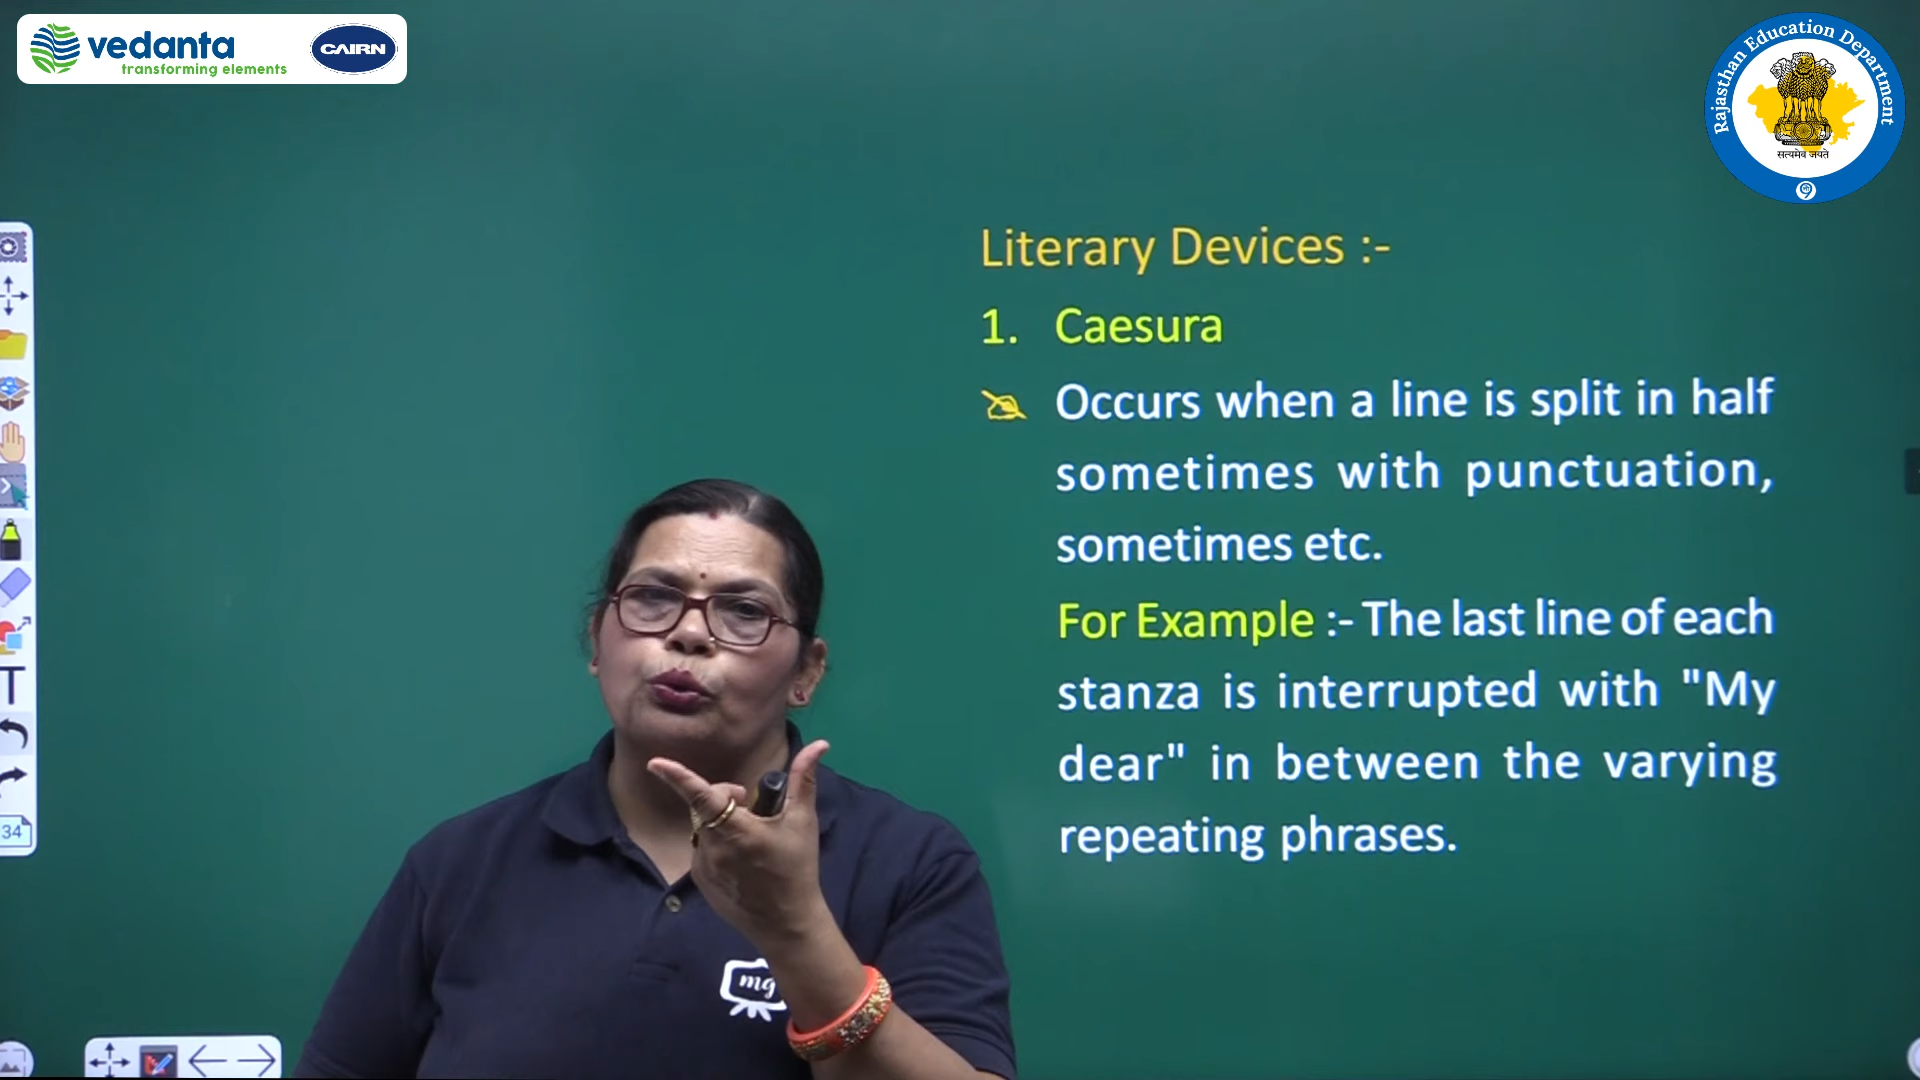 vedanta
transforming elements
CAIRN
Rajasthan Education Department
सत्यमेव जयते
Literary Devices :-
1. Caesura
Occurs when a line is split in half
sometimes with punctuation,
sometimes etc.
For Example :- The last line of each
stanza is interrupted with "My
dear" in between the varying
repeating phrases.
T
34
mg